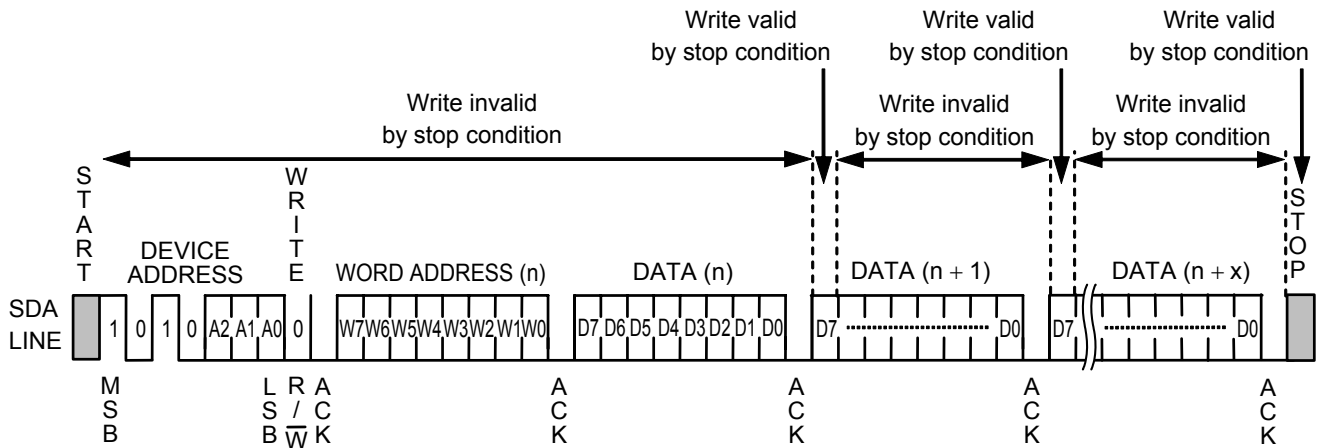 Write valid
by stop condition
Write valid
by stop condition
Write valid
by stop condition
Write invalid
by stop condition
Write invalid
by stop condition
Write invalid
by stop condition
START
WRITE
STOP
DEVICE
ADDRESS
WORD ADDRESS (n)
DATA (n)
DATA (n + 1)
DATA (n + x)
SDA
LINE
1 0 1 0 A2 A1 A0 0 W7 W6 W5 W4 W3 W2 W1 W0 D7 D6 D5 D4 D3 D2 D1 D0 D7 D0 D7 D0
MSB
LSB
R/W
ACK
ACK
ACK
ACK
ACK